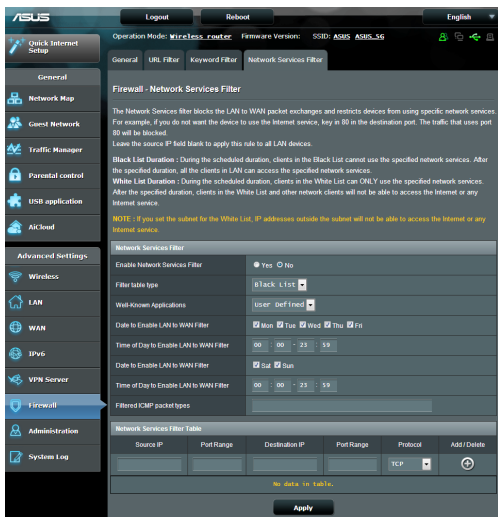 ASUS
Logout
Reboot
English
Quick Internet Setup
Operation Mode: Wireless router Firmware Version: SSID: ASUS ASUS_5G
General
URL Filter
Keyword Filter
Network Services Filter
General
Network Map
Guest Network
Traffic Manager
Parental control
USB application
AiCloud
Advanced Settings
Wireless
LAN
WAN
IPv6
VPN Server
Firewall
Administration
System Log
Firewall - Network Services Filter
The Network Services filter blocks the LAN to WAN packet exchanges and restricts devices from using specific network services.
For example, if you do not want the device to use the Internet service, key in 80 in the destination port. The traffic that uses port
80 will be blocked.
Leave the source IP field blank to apply this rule to all LAN devices.
Black List Duration : During the scheduled duration, clients in the Black List cannot use the specified network services. After
the specified duration, all the clients in LAN can access the specified network services.
White List Duration : During the scheduled duration, clients in the White List can ONLY use the specified network services.
After the specified duration, clients in the White List and other network clients will not be able to access the Internet or any
Internet service.
NOTE : If you set the subnet for the White List, IP addresses outside the subnet will not be able to access the Internet or any
Internet service.
Network Services Filter
Enable Network Services Filter Yes No
Filter table type Black List
Well-Known Applications User Defined
Date to Enable LAN to WAN Filter Mon Tue Wed Thu Fri
Time of Day to Enable LAN to WAN Filter 00 : 00 - 23 : 59
Date to Enable LAN to WAN Filter Sat Sun
Time of Day to Enable LAN to WAN Filter 00 : 00 - 23 : 59
Filtered ICMP packet types
Network Services Filter Table
Source IP Port Range Destination IP Port Range Protocol Add / Delete
TCP
No data in table.
Apply